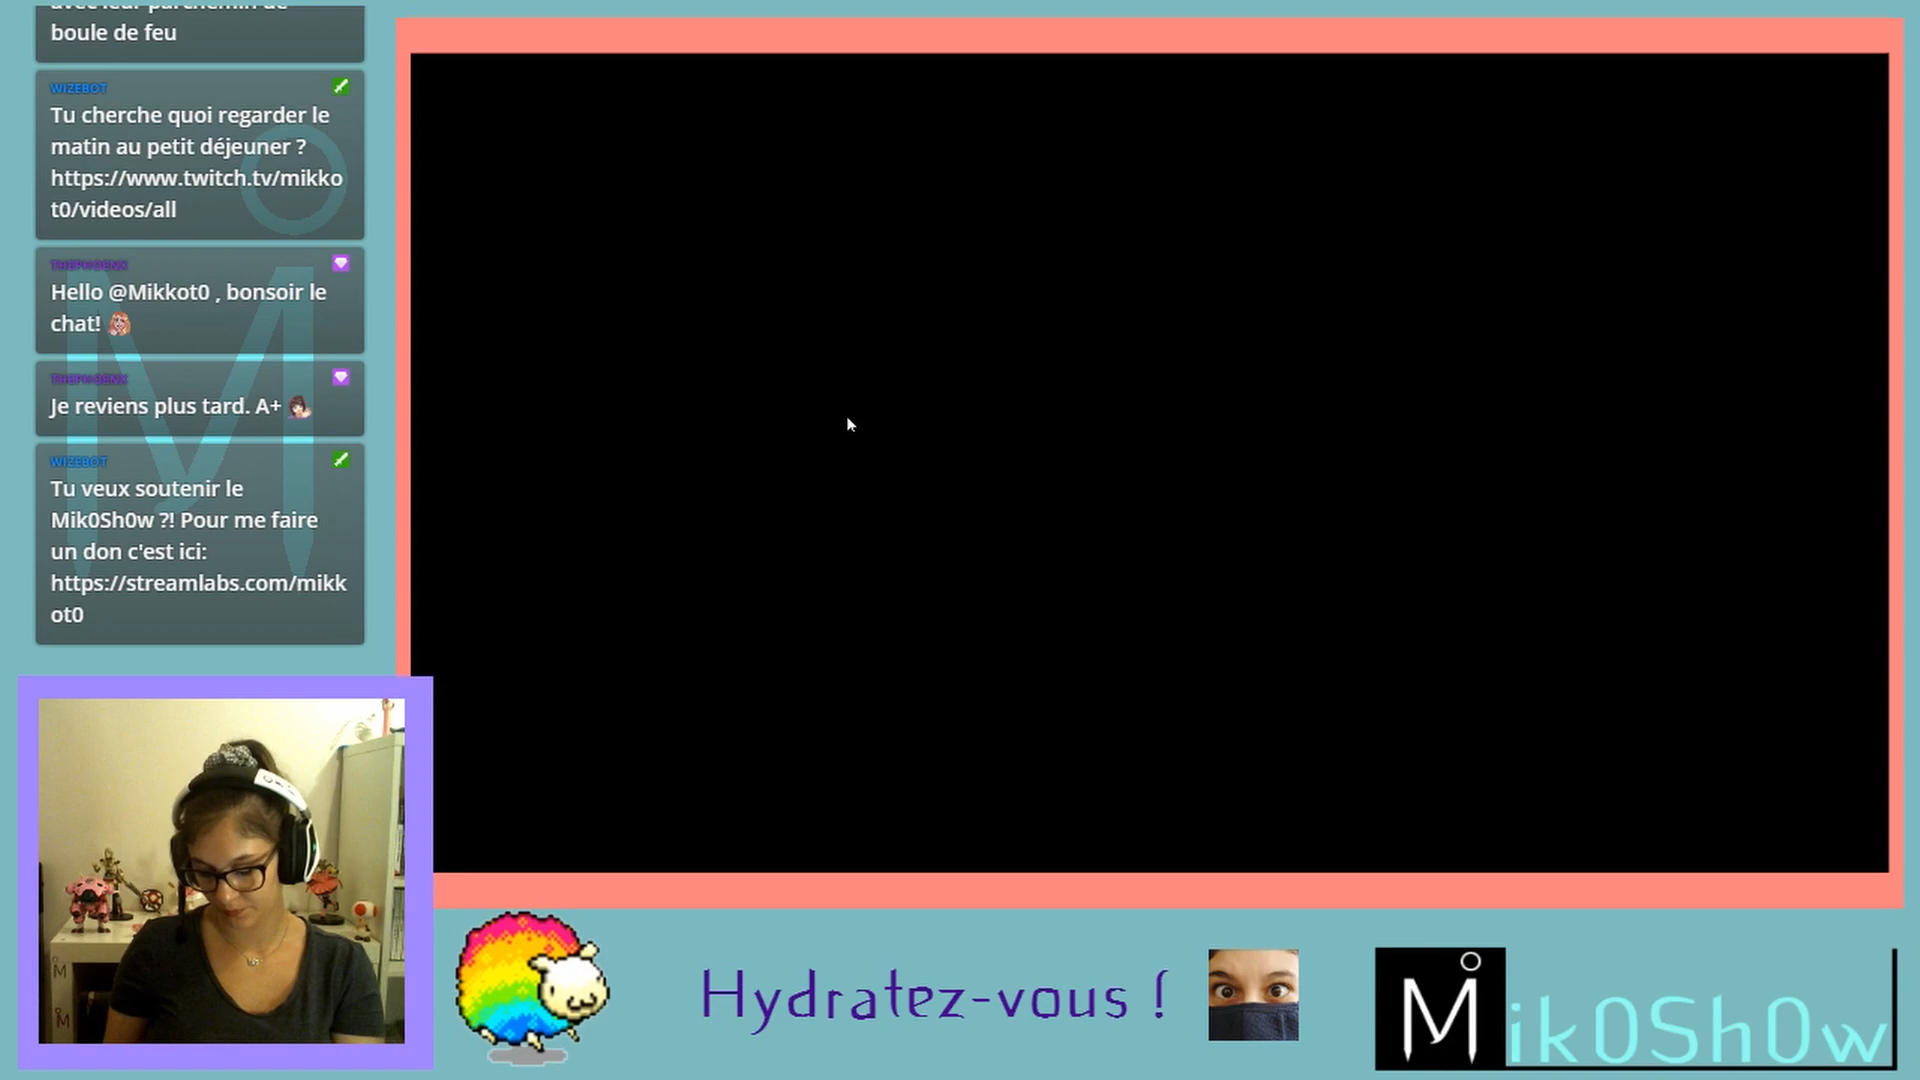 boule de feu
WIZEBOT
Tu cherche quoi regarder le
matin au petit déjeuner ?
https://www.twitch.tv/mikko
t0/videos/all
THEPHOENX
Hello @Mikkot0 , bonsoir le
chat!
THEPHOENX
Je reviens plus tard. A+
WIZEBOT
Tu veux soutenir le
Mik0Sh0w ?! Pour me faire
un don c'est ici:
https://streamlabs.com/mikk
ot0
Hydratez-vous !
Mik0Sh0w